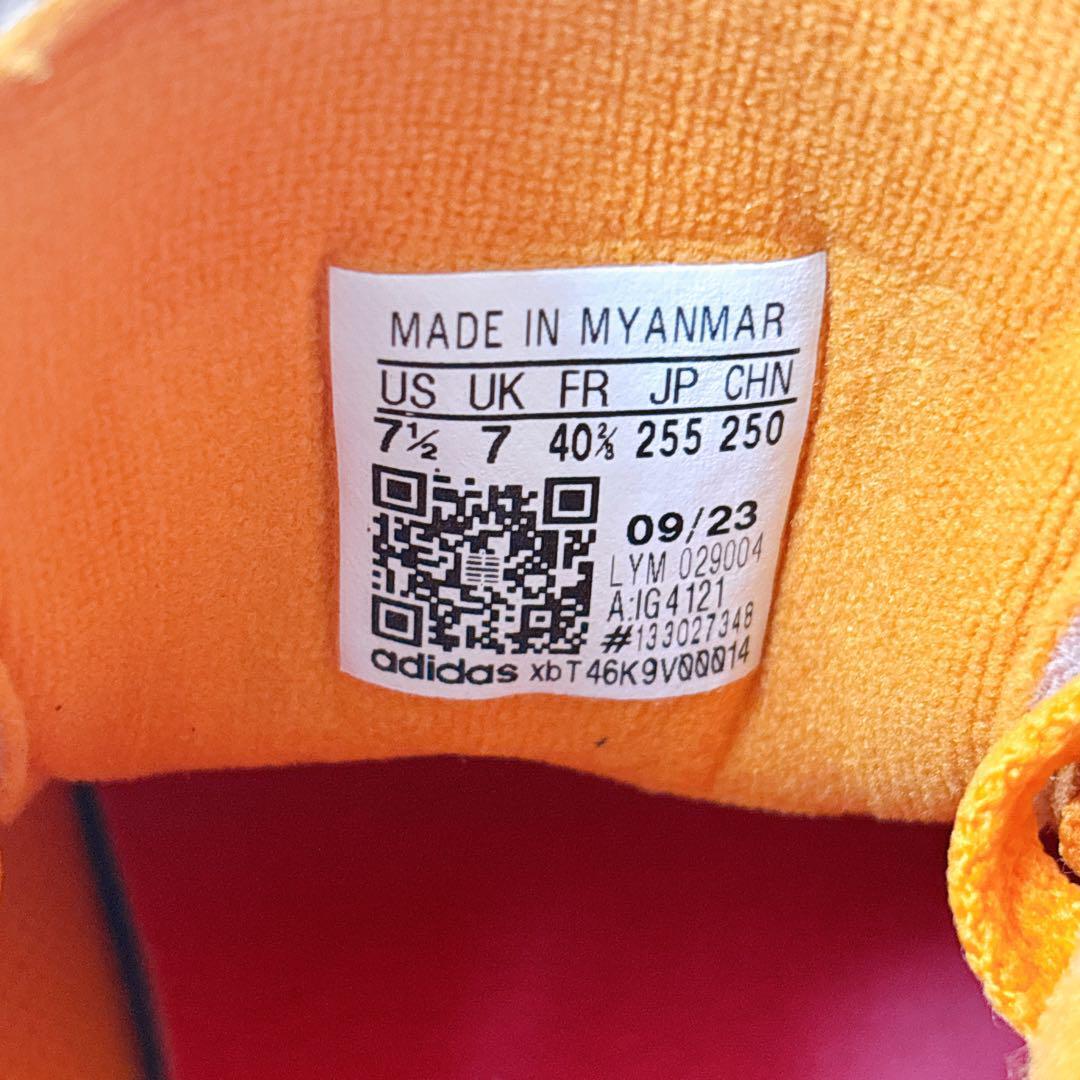 MADE IN MYANMAR
US UK FR JP CHN
7½ 7 40⅔ 255 250
09/23
LYM 029004
A:IG4121
#133027348
adidas xbT46K9V00014